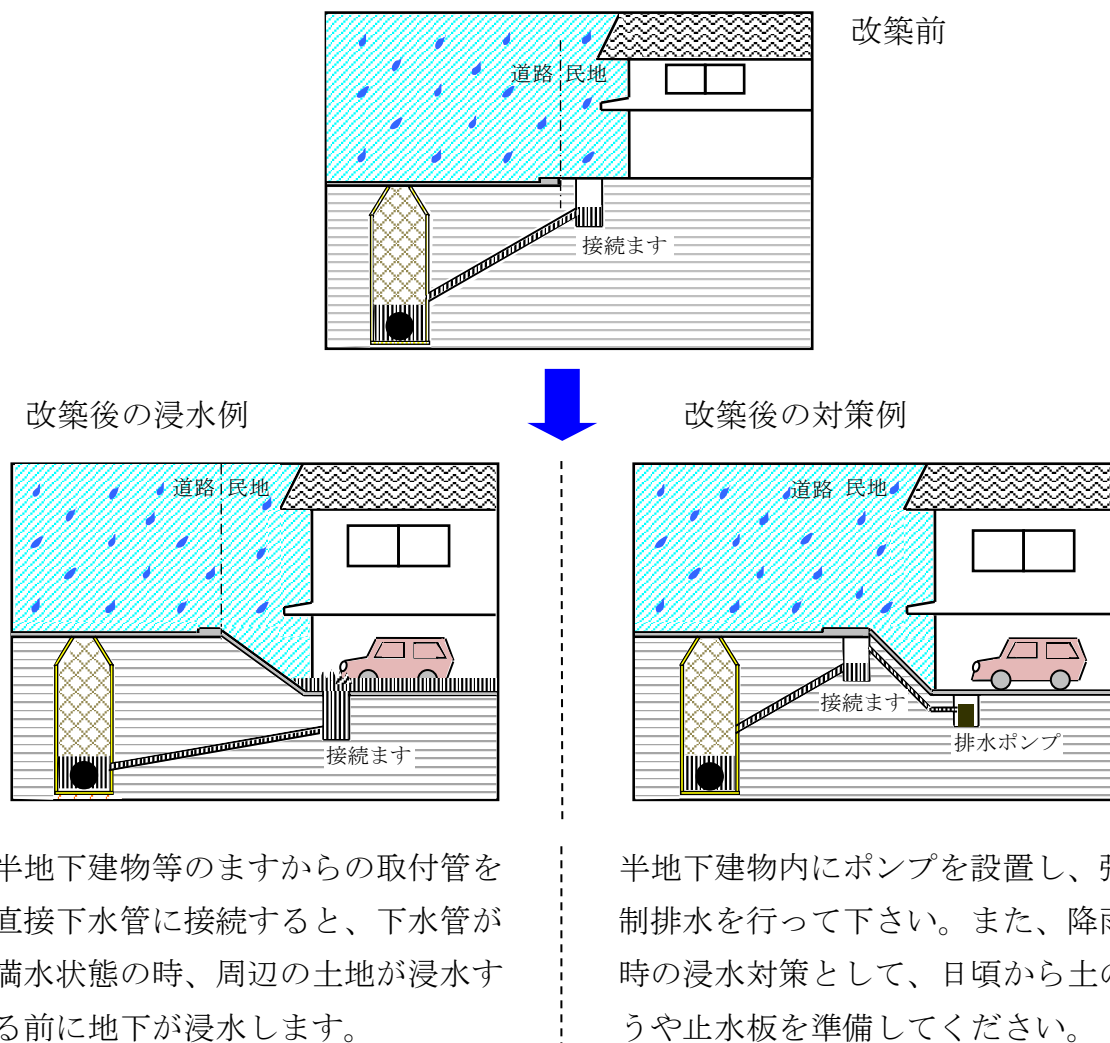 改築前
道路 民地
接続ます
改築後の浸水例
改築後の対策例
道路 民地
接続ます
道路 民地
接続ます
排水ポンプ
半地下建物等のますからの取付管を
直接下水管に接続すると、下水管が
満水状態の時、周辺の土地が浸水す
る前に地下が浸水します。
半地下建物内にポンプを設置し、強
制排水を行って下さい。また、降雨
時の浸水対策として、日頃から土の
うや止水板を準備してください。